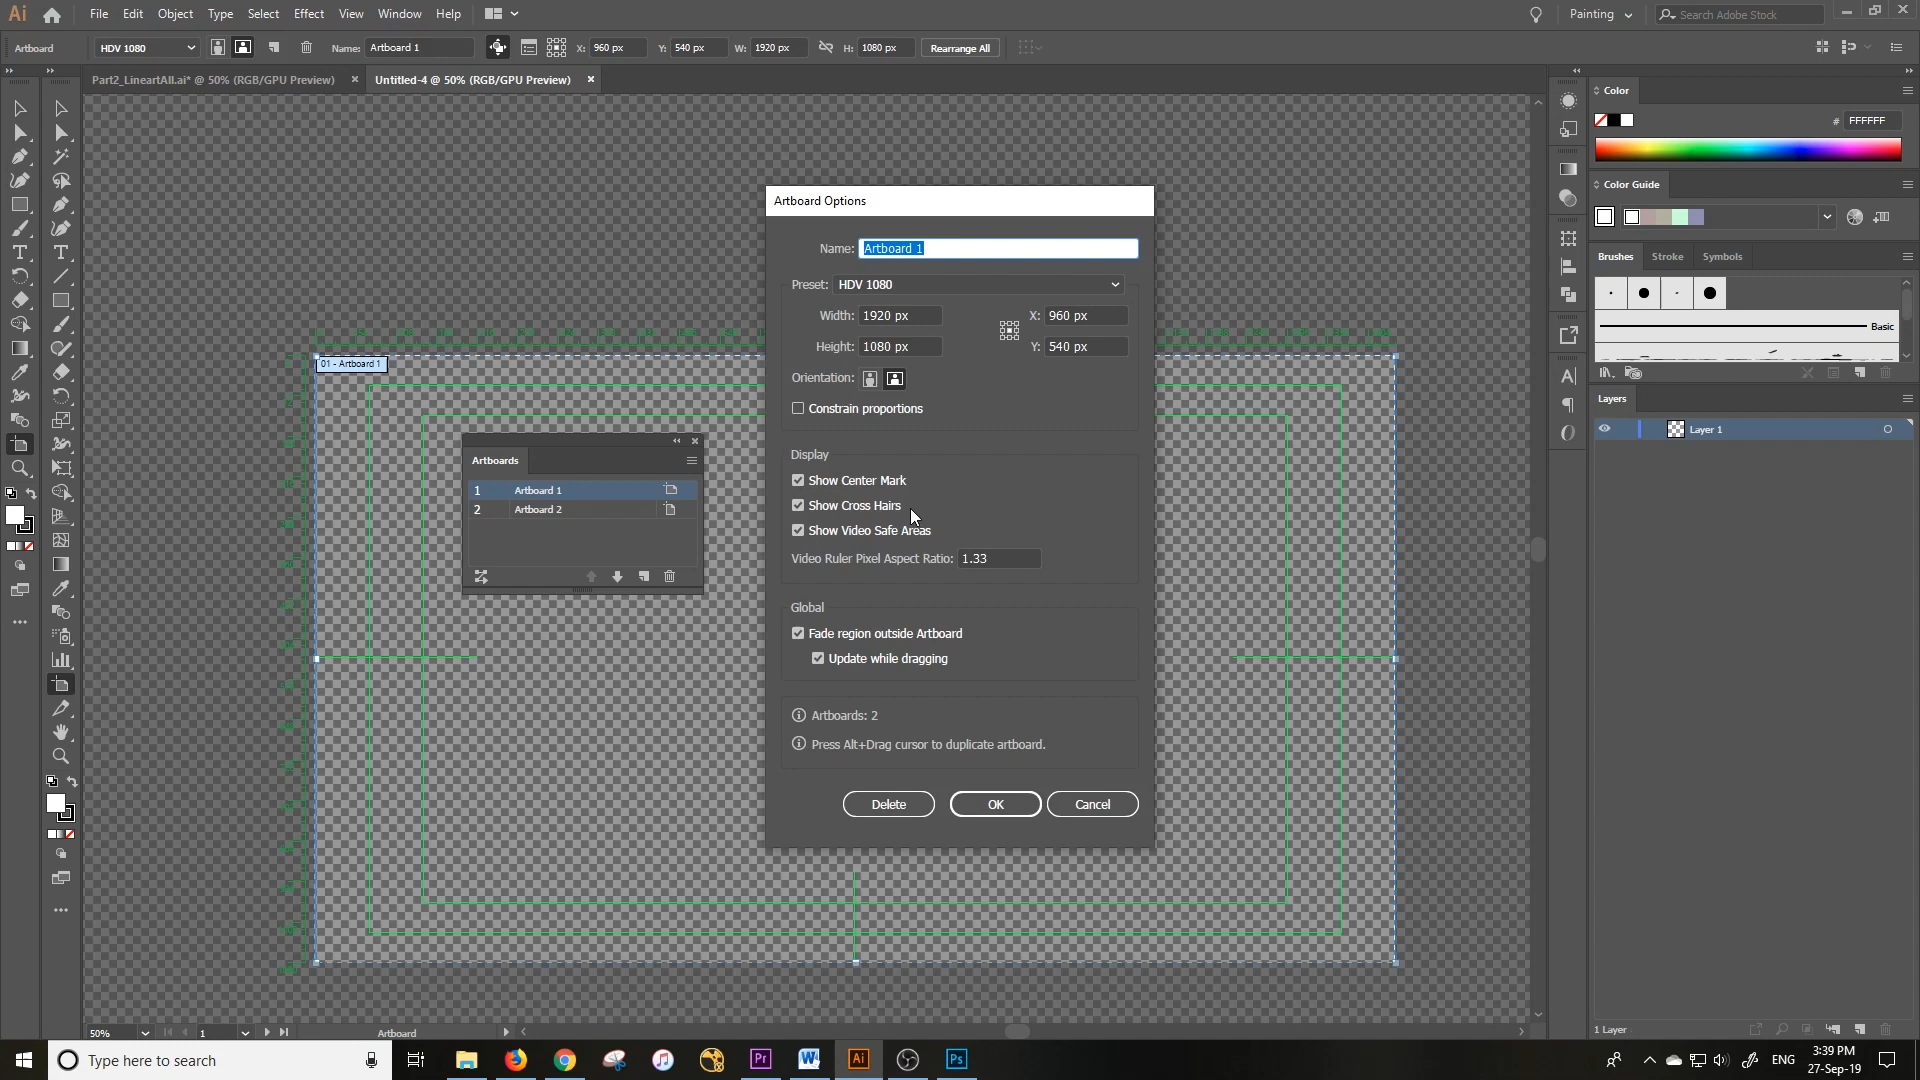 Ai File Edit Object Type Select Effect View Window Help Painting Search Adobe Stock
Artboard HDV 1080 Name: Artboard 1 X: 960 px Y: 540 px W: 1920 px H: 1080 px Rearrange All
Part2_LineartAll.ai* @ 50% (RGB/GPU Preview) × Untitled-4 @ 50% (RGB/GPU Preview) ×
Color
# FFFFFF
Color Guide
Brushes Stroke Symbols
Basic
Layers
Layer 1
1 Layer
01 - Artboard 1
Artboards
1 Artboard 1
2 Artboard 2
Artboard Options
Name: Artboard 1
Preset: HDV 1080
Width: 1920 px X: 960 px
Height: 1080 px Y: 540 px
Orientation:
Constrain proportions
Display
Show Center Mark
Show Cross Hairs
Show Video Safe Areas
Video Ruler Pixel Aspect Ratio: 1.33
Global
Fade region outside Artboard
Update while dragging
Artboards: 2
Press Alt+Drag cursor to duplicate artboard.
Delete OK Cancel
50% 1 Artboard
Type here to search
Pr W Ai Ps
ENG
3:39 PM
27-Sep-19